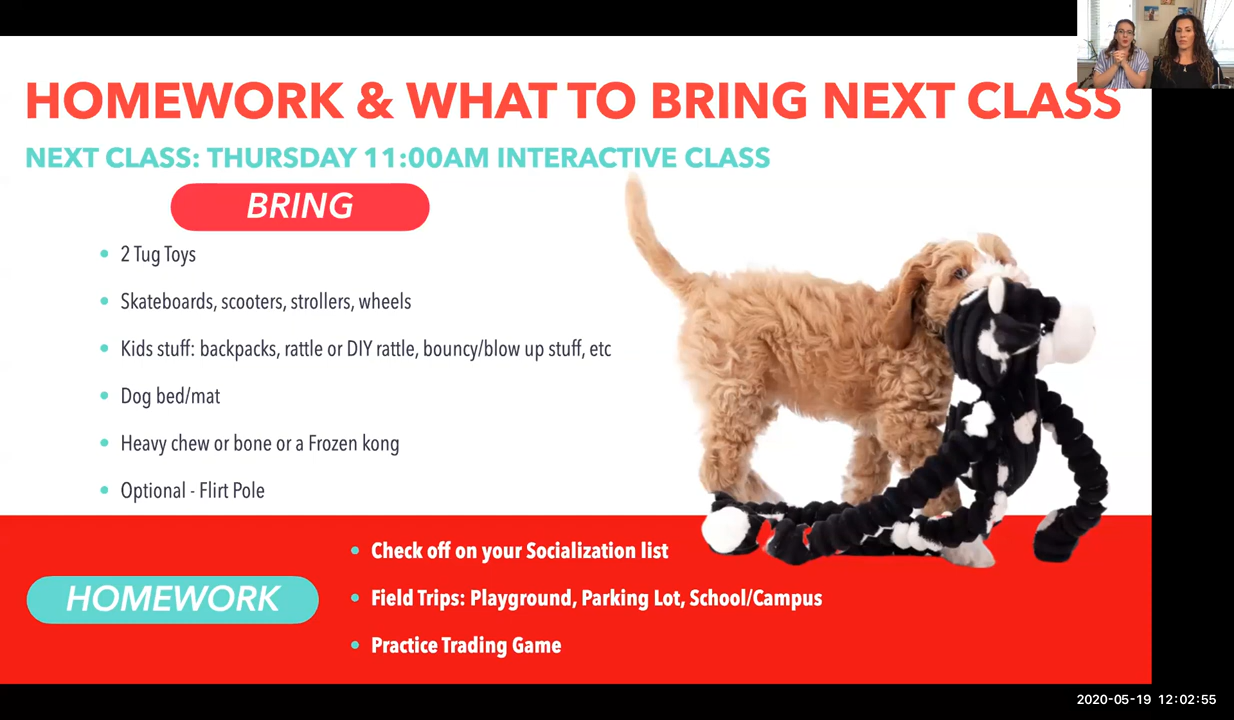 HOMEWORK & WHAT TO BRING NEXT CLASS
NEXT CLASS: THURSDAY 11:00AM INTERACTIVE CLASS
BRING
2 Tug Toys
Skateboards, scooters, strollers, wheels
Kids stuff: backpacks, rattle or DIY rattle, bouncy/blow up stuff, etc
Dog bed/mat
Heavy chew or bone or a Frozen kong
Optional - Flirt Pole
HOMEWORK
Check off on your Socialization list
Field Trips: Playground, Parking Lot, School/Campus
Practice Trading Game
2020-05-19 12:02:55